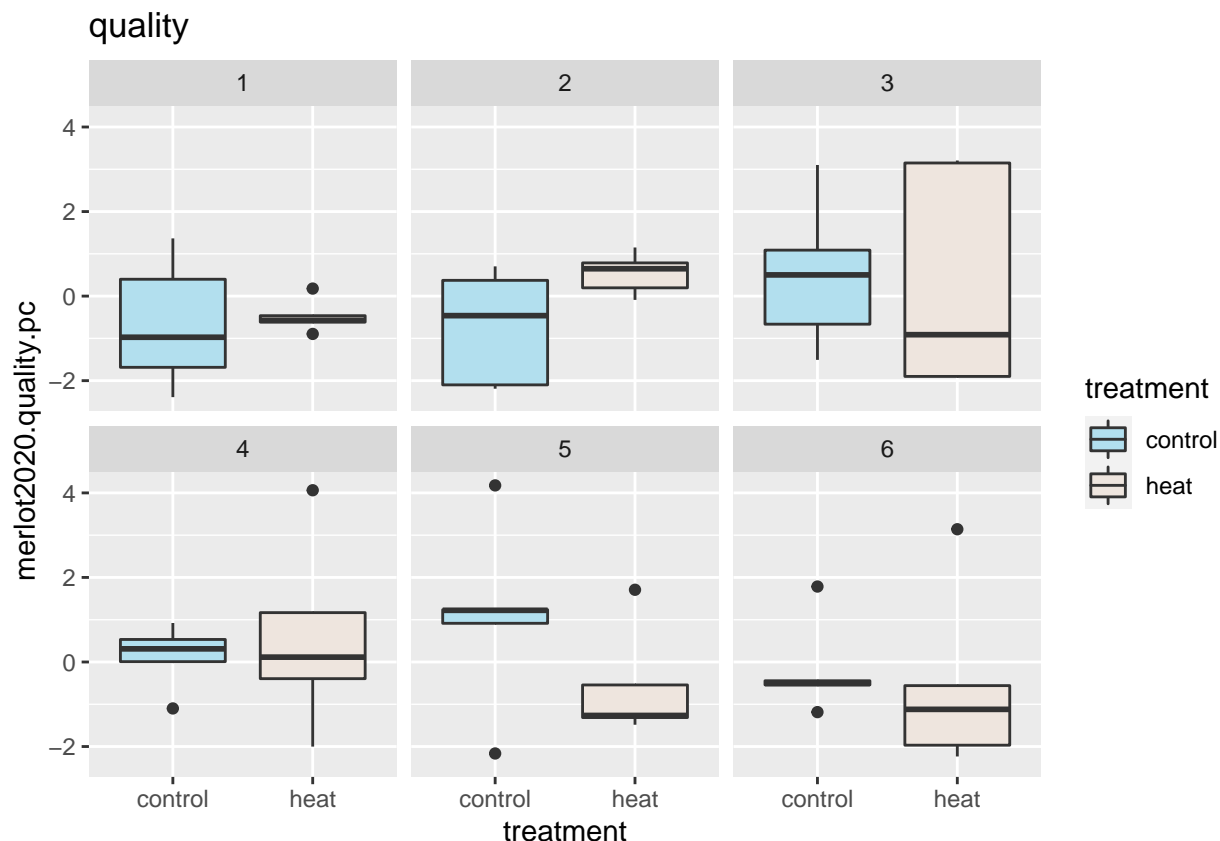 quality
1 2 3
4
2
0
−2
4 5 6
4
2
0
−2
control heat control heat control heat
treatment
merlot2020.quality.pc
treatment
control
heat